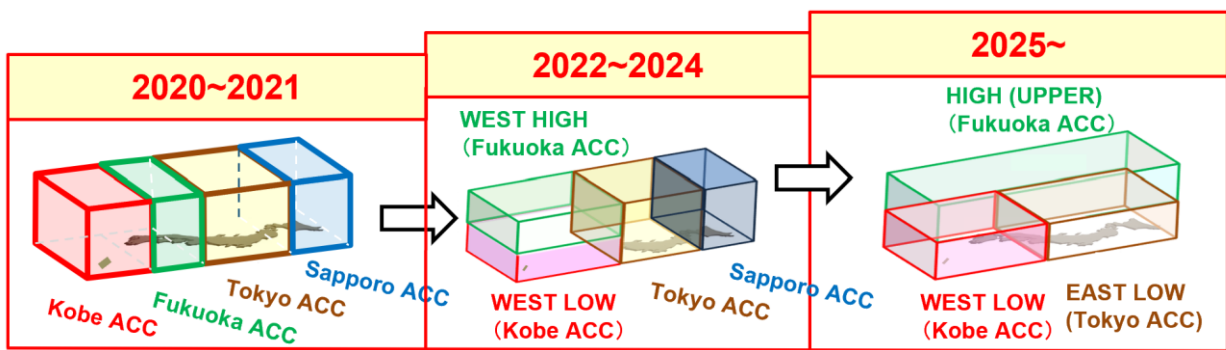 2020~2021
Kobe ACC
Fukuoka ACC
Tokyo ACC
Sapporo ACC
2022~2024
WEST HIGH
（Fukuoka ACC）
WEST LOW
（Kobe ACC）
Tokyo ACC
Sapporo ACC
2025~
HIGH (UPPER)
（Fukuoka ACC）
WEST LOW
（Kobe ACC）
EAST LOW
(Tokyo ACC)